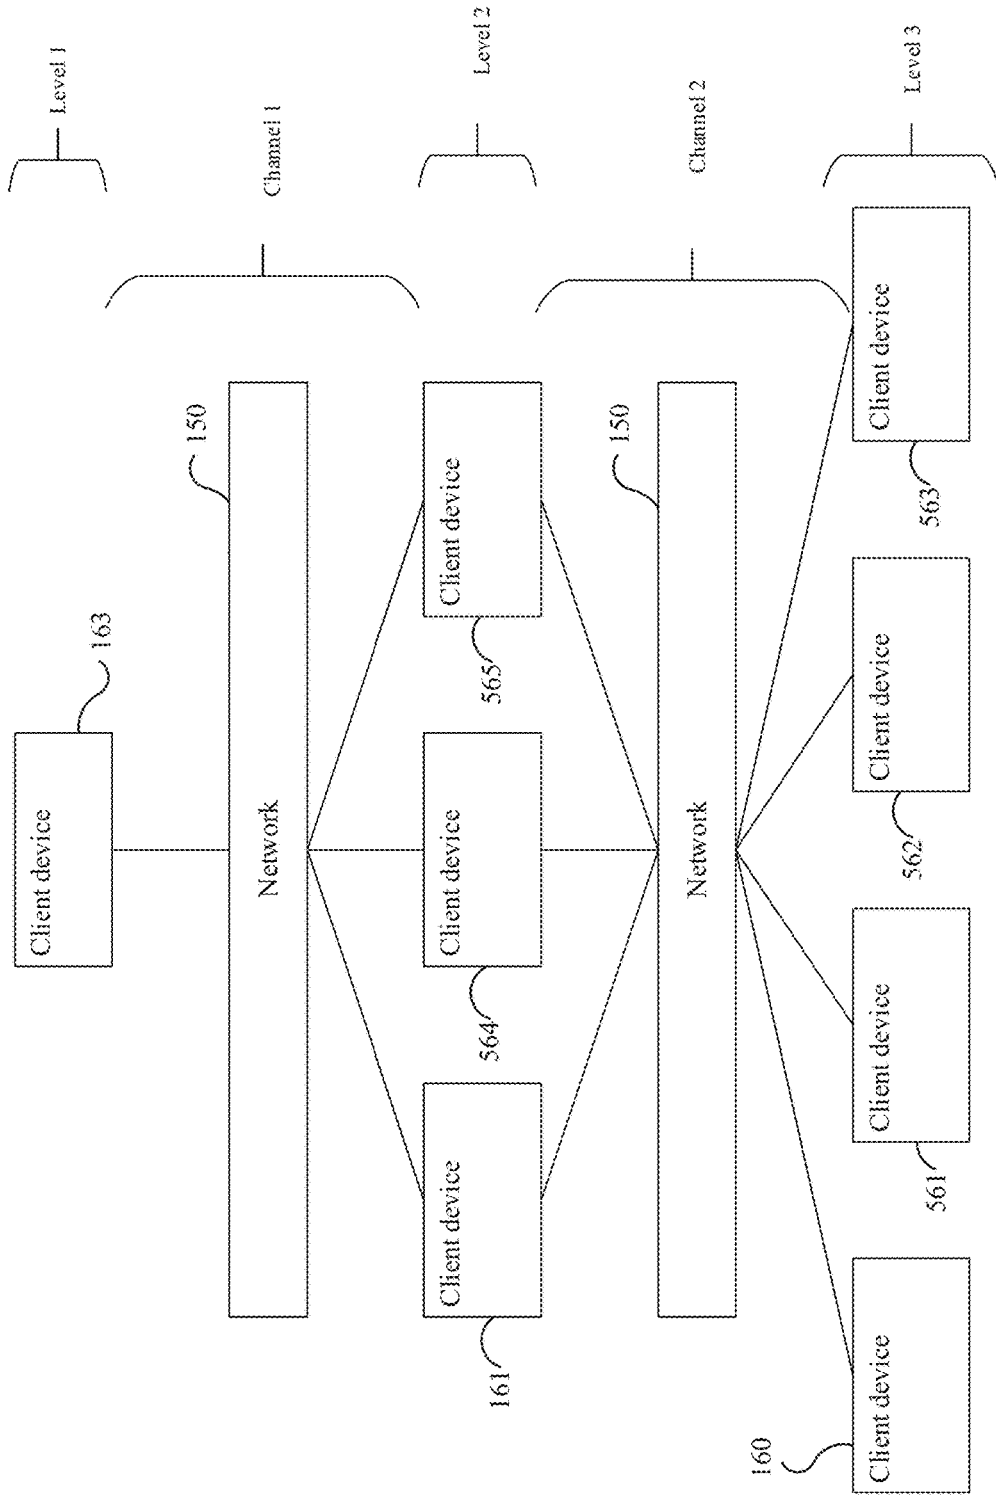 Client device
Level 1
163
150
Network
Channel 1
Client device
Client device
Client device
Level 2
161
564
565
150
Network
Channel 2
160
Client device
Client device
Client device
Client device
Level 3
561
562
563